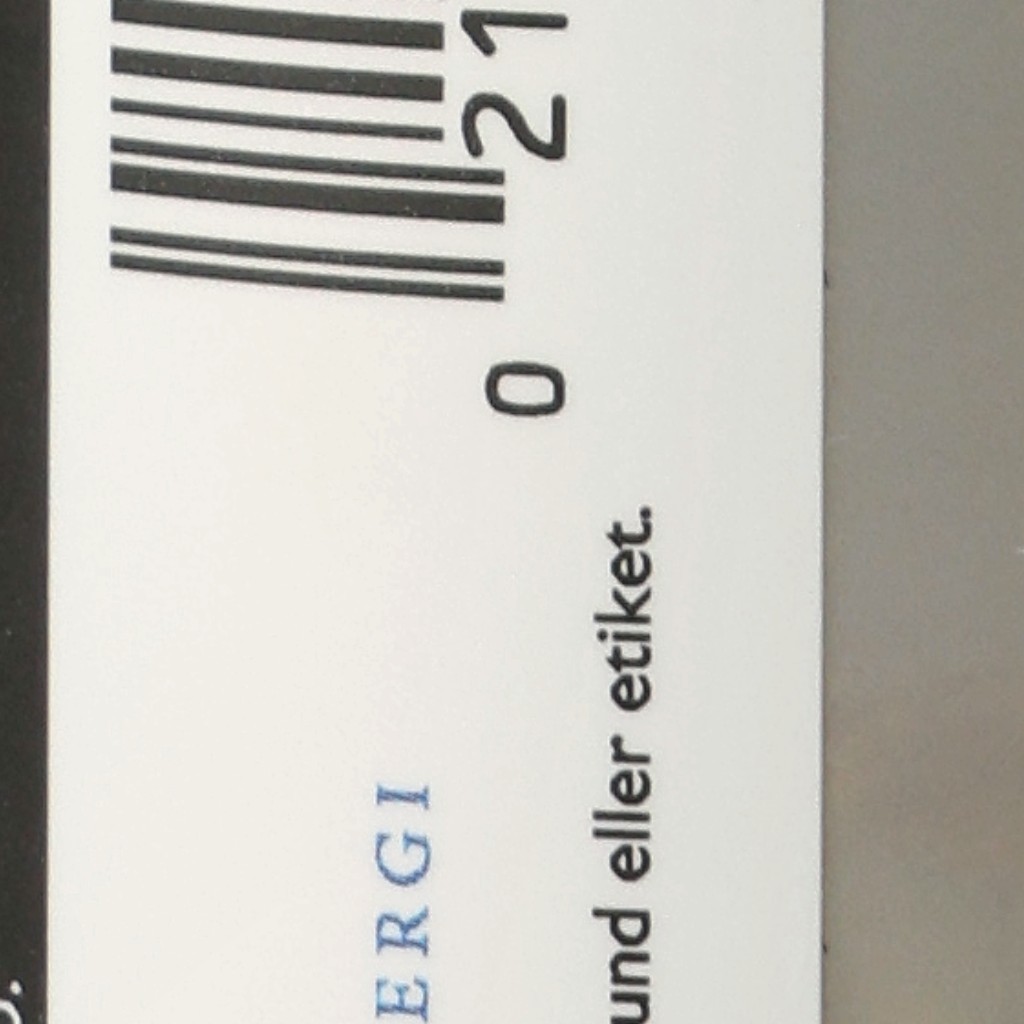 0 21
ERGI
und eller etiket.